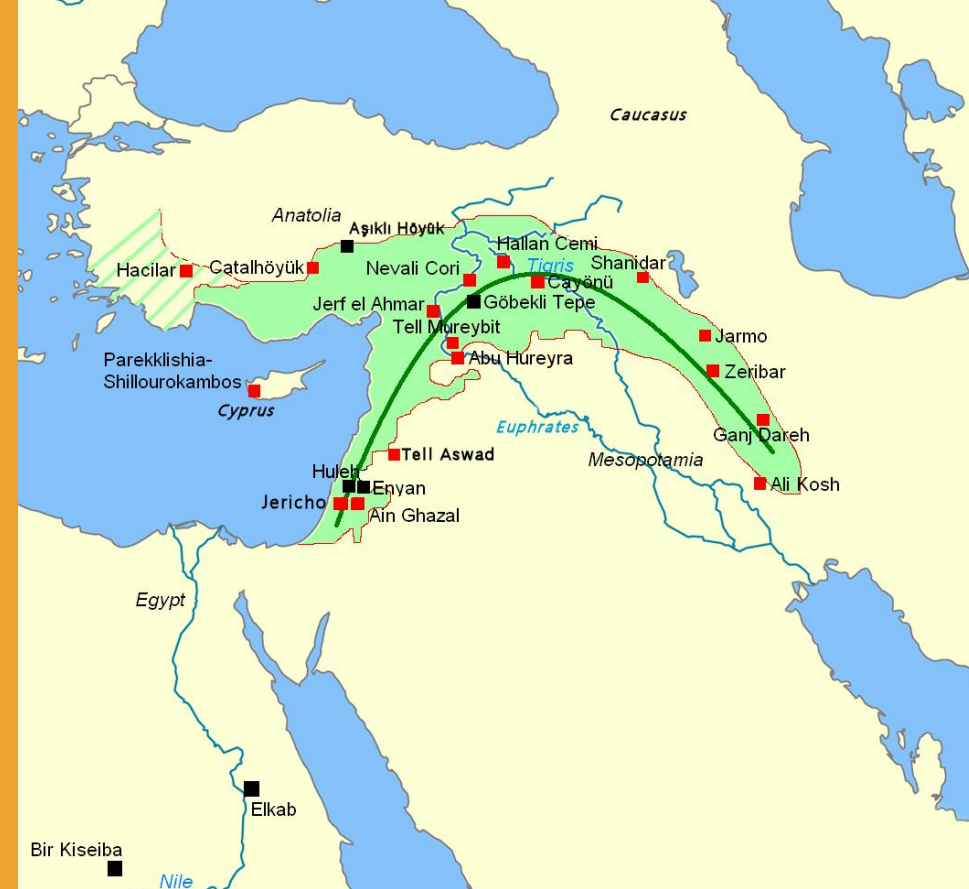 Caucasus
Anatolia
Aşıklı Höyük
Hallan Cemi
Hacilar
Catalhöyük
Nevali Cori
Tigris
Shanidar
Cayönü
Jerf el Ahmar
Göbekli Tepe
Tell Mureybit
Jarmo
Parekklishia-
Shillourokambos
Abu Hureyra
Zeribar
Cyprus
Euphrates
Ganj Dareh
Tell Aswad
Mesopotamia
Huleh
Enyan
Ali Kosh
Jericho
Ain Ghazal
Egypt
Elkab
Bir Kiseiba
Nile